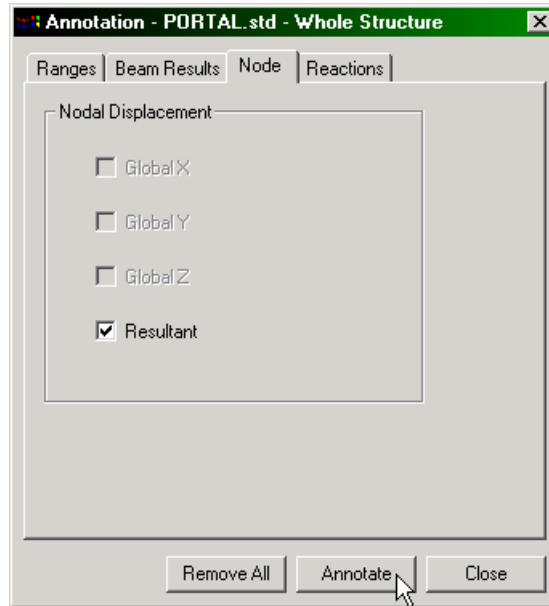 Annotation - PORTAL.std - Whole Structure
Ranges Beam Results Node Reactions
Nodal Displacement
Global X
Global Y
Global Z
Resultant
Remove All Annotate Close